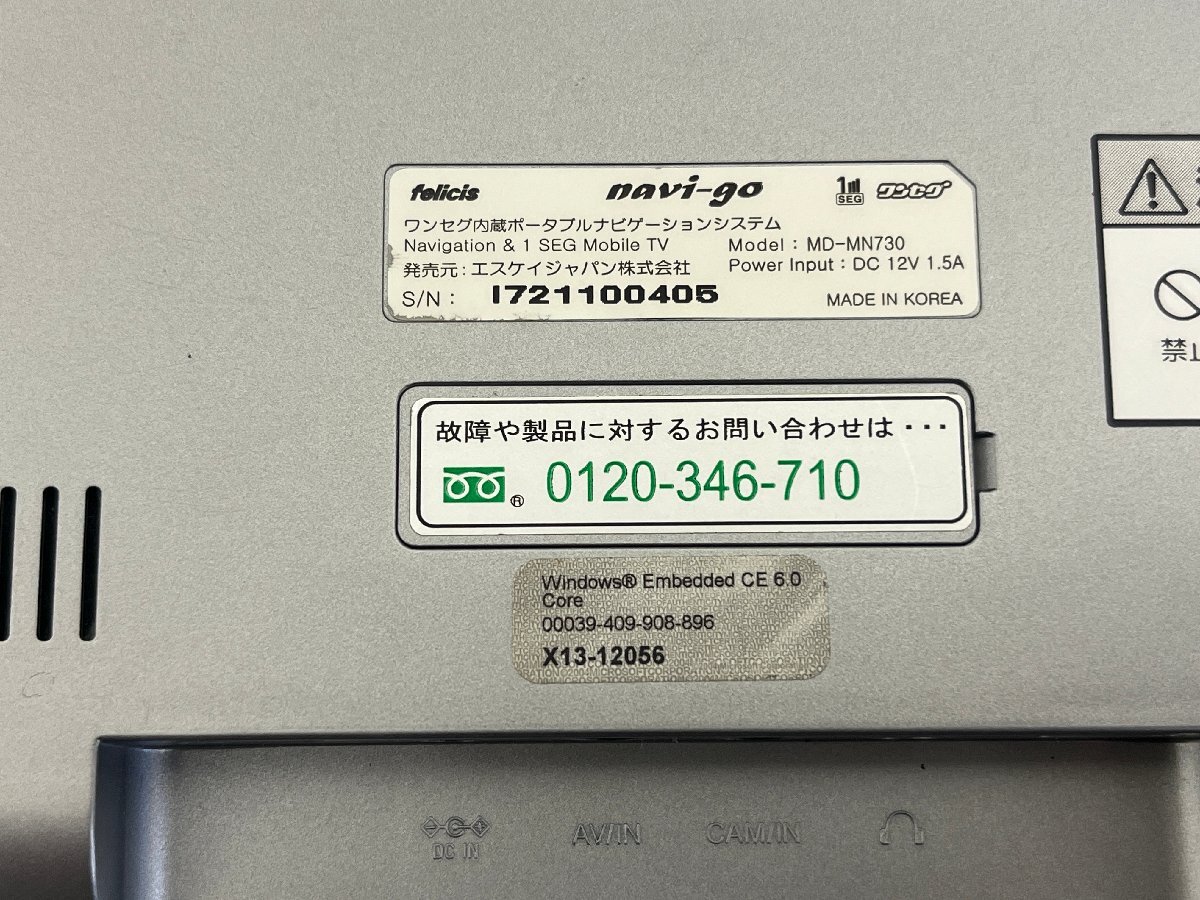 felicis navi-go 1 SEG ワンセグ
ワンセグ内蔵ポータブルナビゲーションシステム
Navigation & 1 SEG Mobile TV Model : MD-MN730
発売元 : エスケイジャパン株式会社 Power Input : DC 12V 1.5A
S/N : I721100405 MADE IN KOREA
故障や製品に対するお問い合わせは・・・
® 0120-346-710
Windows® Embedded CE 6.0
Core
00039-409-908-896
X13-12056
禁止
DC IN AV/IN CAM/IN